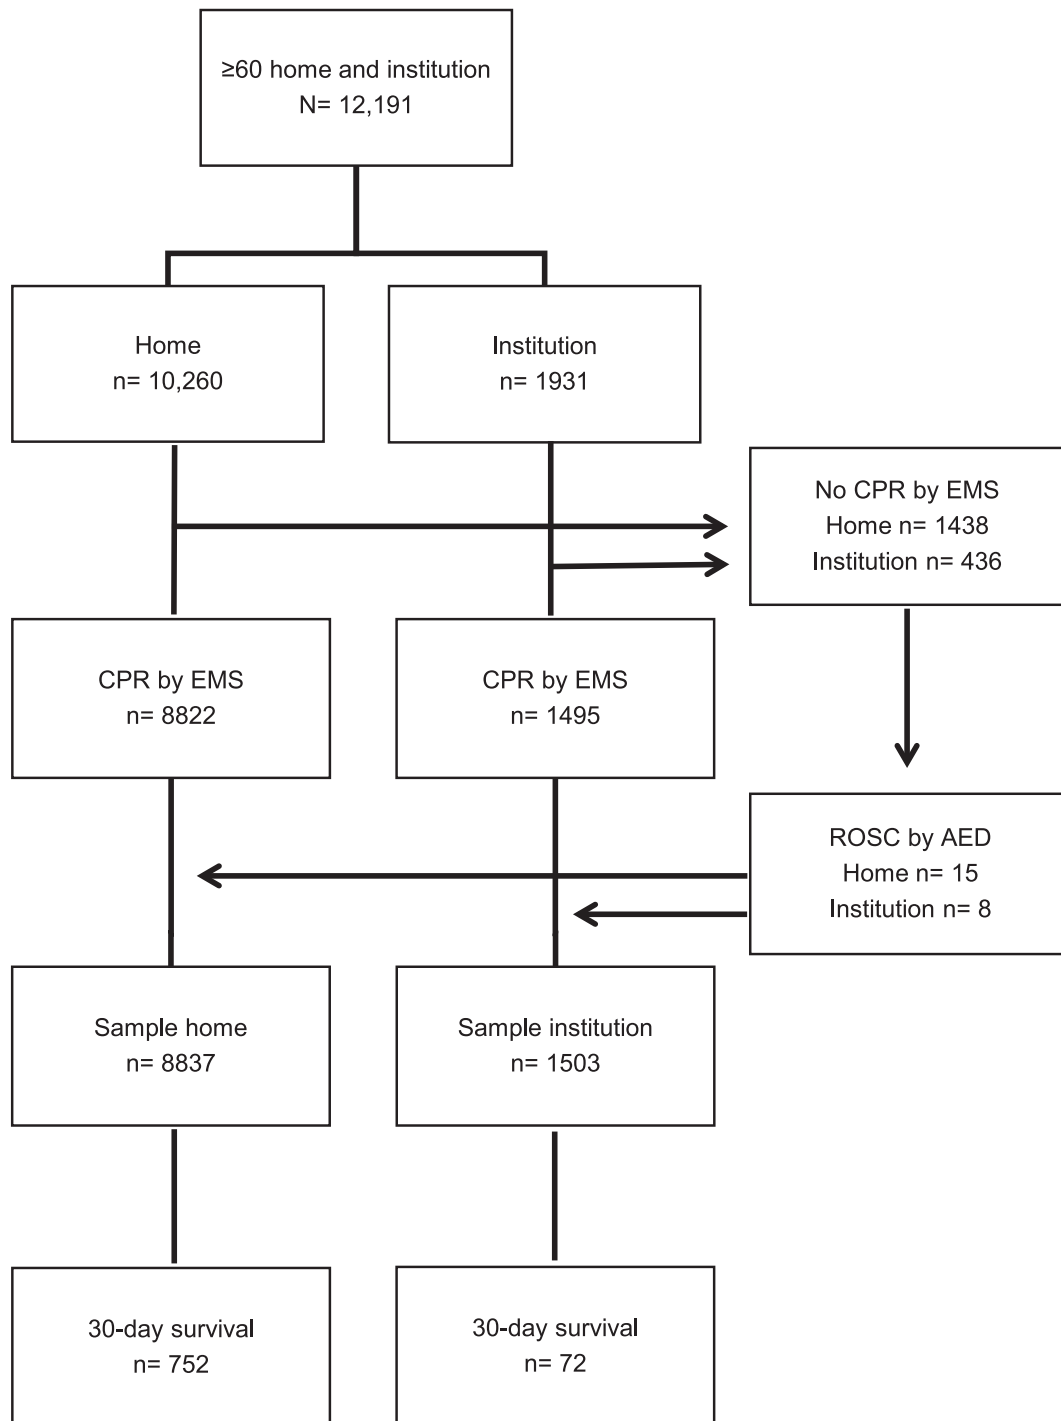 ≥60 home and institution
N= 12,191
Home
n= 10,260
Institution
n= 1931
No CPR by EMS
Home n= 1438
Institution n= 436
CPR by EMS
n= 8822
CPR by EMS
n= 1495
ROSC by AED
Home n= 15
Institution n= 8
Sample home
n= 8837
Sample institution
n= 1503
30-day survival
n= 752
30-day survival
n= 72